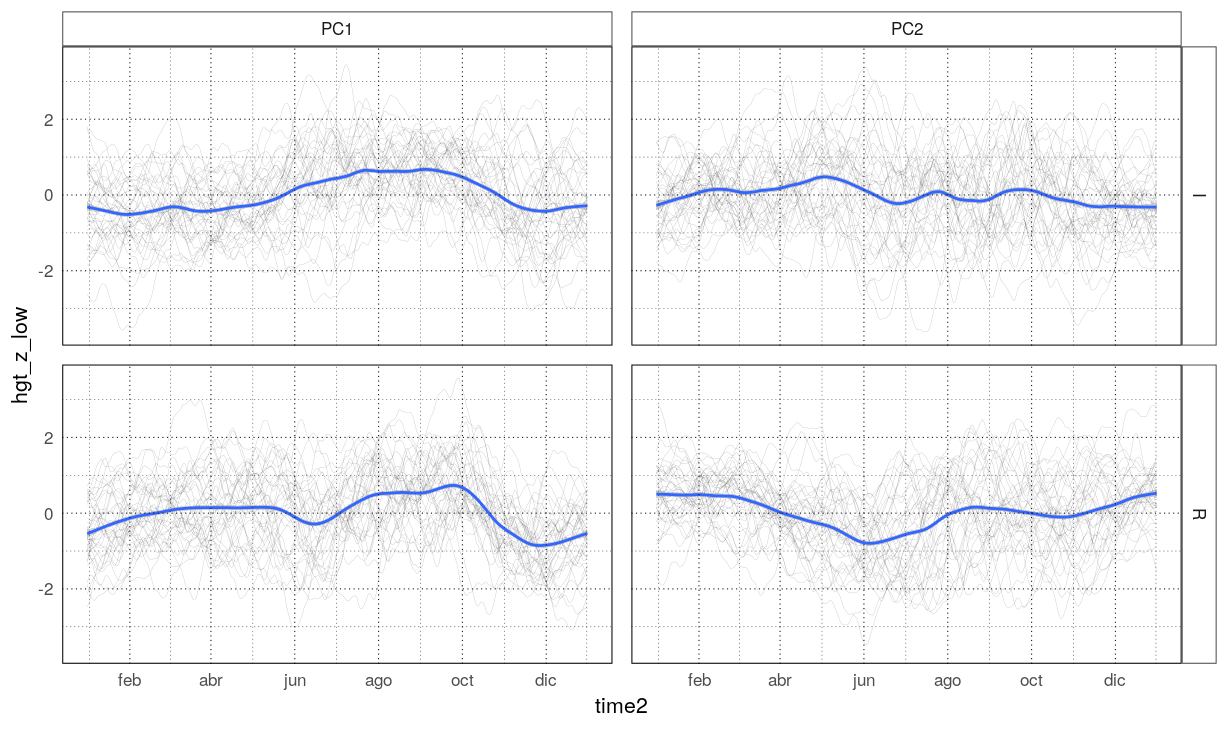 PC1 PC2
2
0
-2
I
hgt_z_low
2
0
-2
R
feb abr jun ago oct dic feb abr jun ago oct dic
time2